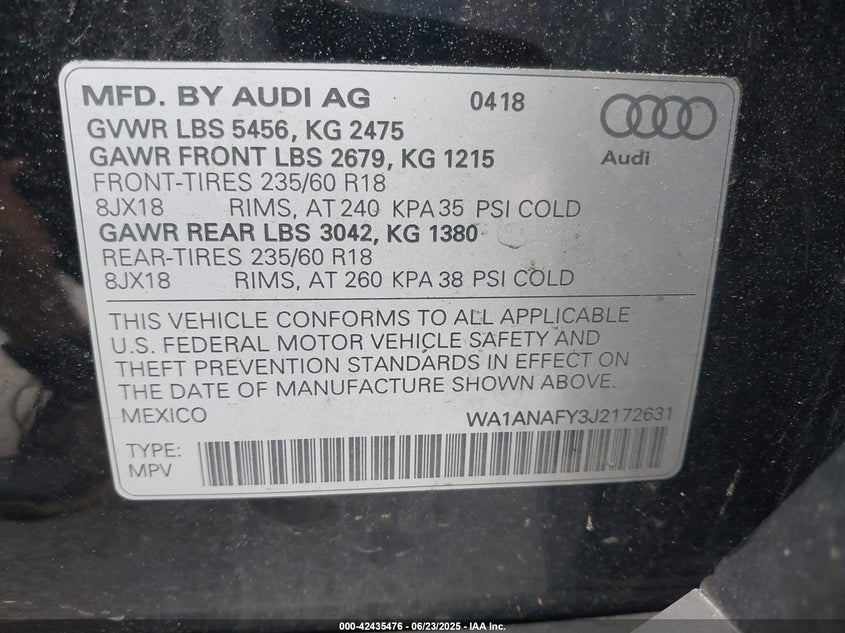 MFD. BY AUDI AG 0418
GVWR LBS 5456, KG 2475
GAWR FRONT LBS 2679, KG 1215
Audi
FRONT-TIRES 235/60 R18
8JX18 RIMS, AT 240 KPA 35 PSI COLD
GAWR REAR LBS 3042, KG 1380
REAR-TIRES 235/60 R18
8JX18 RIMS, AT 260 KPA 38 PSI COLD
THIS VEHICLE CONFORMS TO ALL APPLICABLE
U.S. FEDERAL MOTOR VEHICLE SAFETY AND
THEFT PREVENTION STANDARDS IN EFFECT ON
THE DATE OF MANUFACTURE SHOWN ABOVE.
MEXICO WA1ANAFY3J2172631
TYPE:
MPV
000-42435476 - 06/23/2025 - IAA Inc.